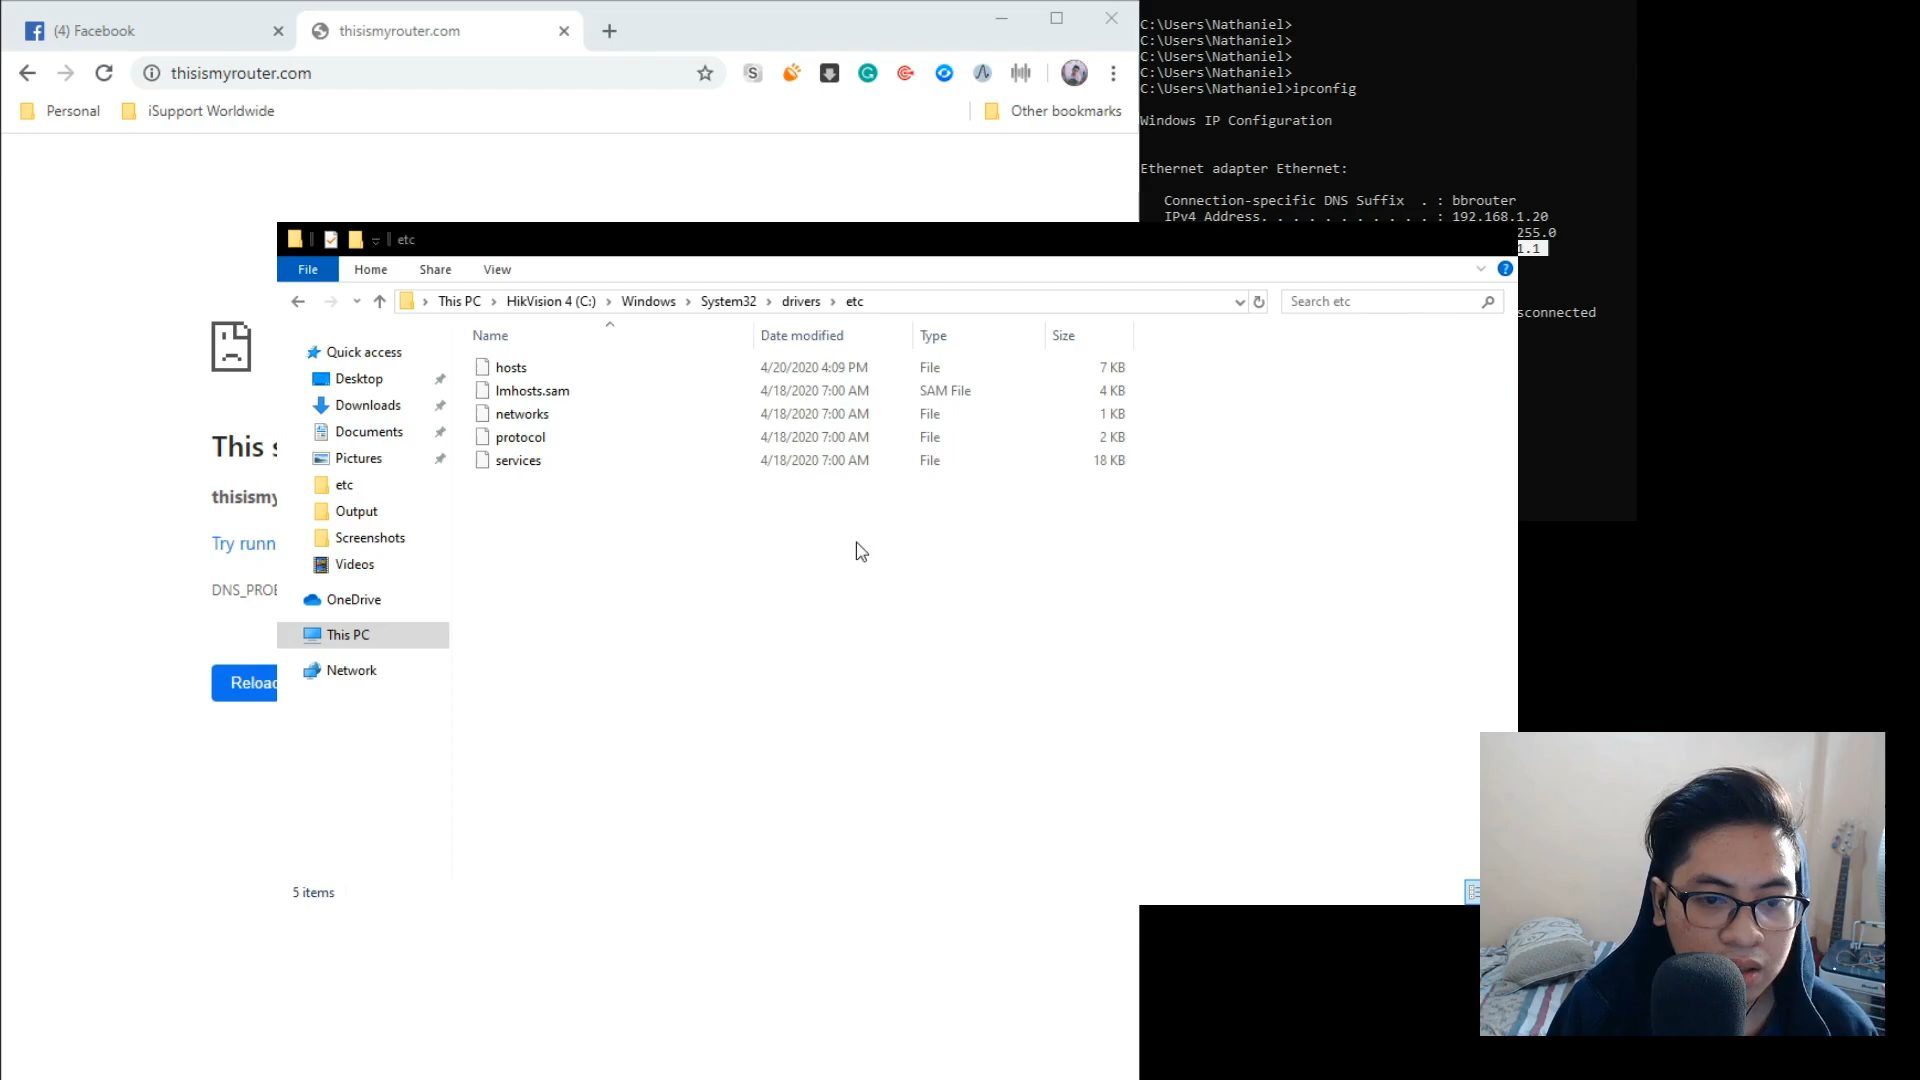 (4) Facebook
thisismyrouter.com
thisismyrouter.com
Personal
iSupport Worldwide
Other bookmarks
This s
thisismy
Try runn
DNS_PROB
Reload
C:\Users\Nathaniel>
C:\Users\Nathaniel>
C:\Users\Nathaniel>
C:\Users\Nathaniel>
C:\Users\Nathaniel>ipconfig
Windows IP Configuration
Ethernet adapter Ethernet:
Connection-specific DNS Suffix . : bbrouter
IPv4 Address. . . . . . . . . . . : 192.168.1.20
255.0
1.1
sconnected
etc
File Home Share View
This PC > HikVision 4 (C:) > Windows > System32 > drivers > etc
Search etc
Name Date modified Type Size
hosts 4/20/2020 4:09 PM File 7 KB
lmhosts.sam 4/18/2020 7:00 AM SAM File 4 KB
networks 4/18/2020 7:00 AM File 1 KB
protocol 4/18/2020 7:00 AM File 2 KB
services 4/18/2020 7:00 AM File 18 KB
Quick access
Desktop
Downloads
Documents
Pictures
etc
Output
Screenshots
Videos
OneDrive
This PC
Network
5 items